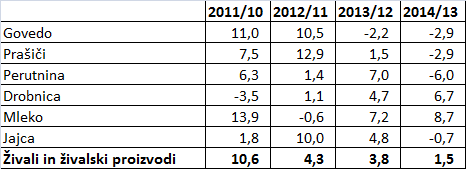 2011/10 2012/11 2013/12 2014/13
Govedo 11,0 10,5 -2,2 -2,9
Prašiči 7,5 12,9 1,5 -2,9
Perutnina 6,3 1,4 7,0 -6,0
Drobnica -3,5 1,1 4,7 6,7
Mleko 13,9 -0,6 7,2 8,7
Jajca 1,8 10,0 4,8 -0,7
Živali in živalski proizvodi 10,6 4,3 3,8 1,5